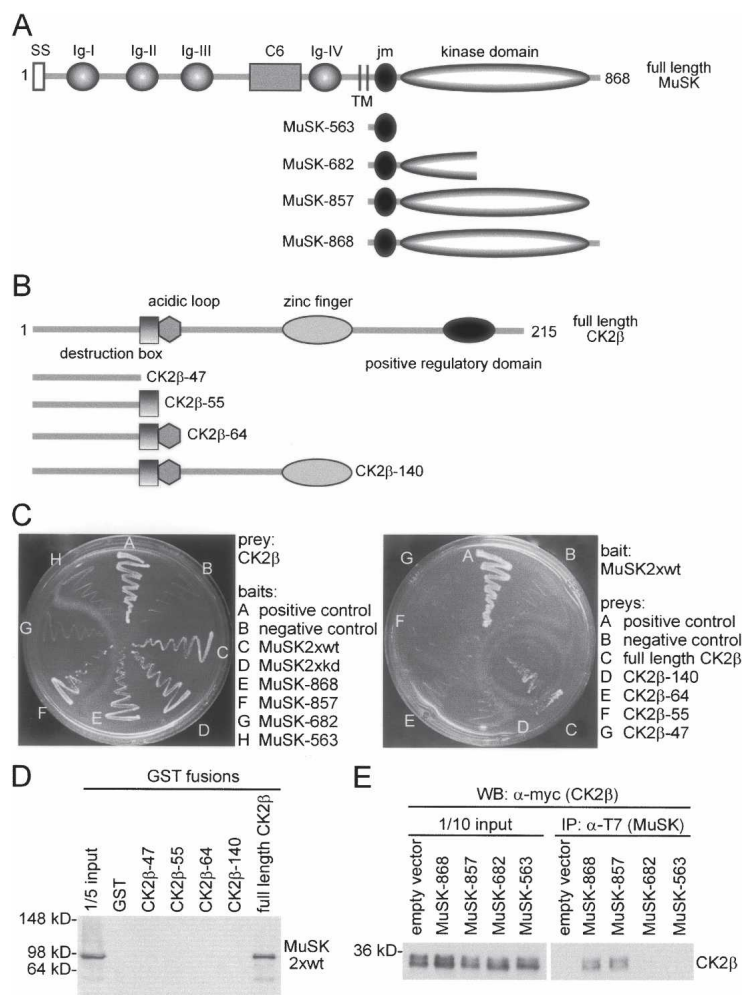 A
SS Ig-I Ig-II Ig-III C6 Ig-IV jm kinase domain
1 868 full length
MuSK
TM
MuSK-563
MuSK-682
MuSK-857
MuSK-868
B
acidic loop zinc finger
1 215 full length
CK2β
destruction box positive regulatory domain
CK2β-47
CK2β-55
CK2β-64
CK2β-140
C
A
B
C
D
E
F
G
H
prey:
CK2β
baits:
A positive control
B negative control
C MuSK2xwt
D MuSK2xkd
E MuSK-868
F MuSK-857
G MuSK-682
H MuSK-563
A
B
C
D
E
F
G
bait:
MuSK2xwt
preys:
A positive control
B negative control
C full length CK2β
D CK2β-140
E CK2β-64
F CK2β-55
G CK2β-47
D
GST fusions
1/5 input
GST
CK2β-47
CK2β-55
CK2β-64
CK2β-140
full length CK2β
148 kD-
98 kD-
64 kD-
MuSK
2xwt
E
WB: α-myc (CK2β)
1/10 input IP: α-T7 (MuSK)
empty vector
MuSK-868
MuSK-857
MuSK-682
MuSK-563
empty vector
MuSK-868
MuSK-857
MuSK-682
MuSK-563
36 kD-
CK2β